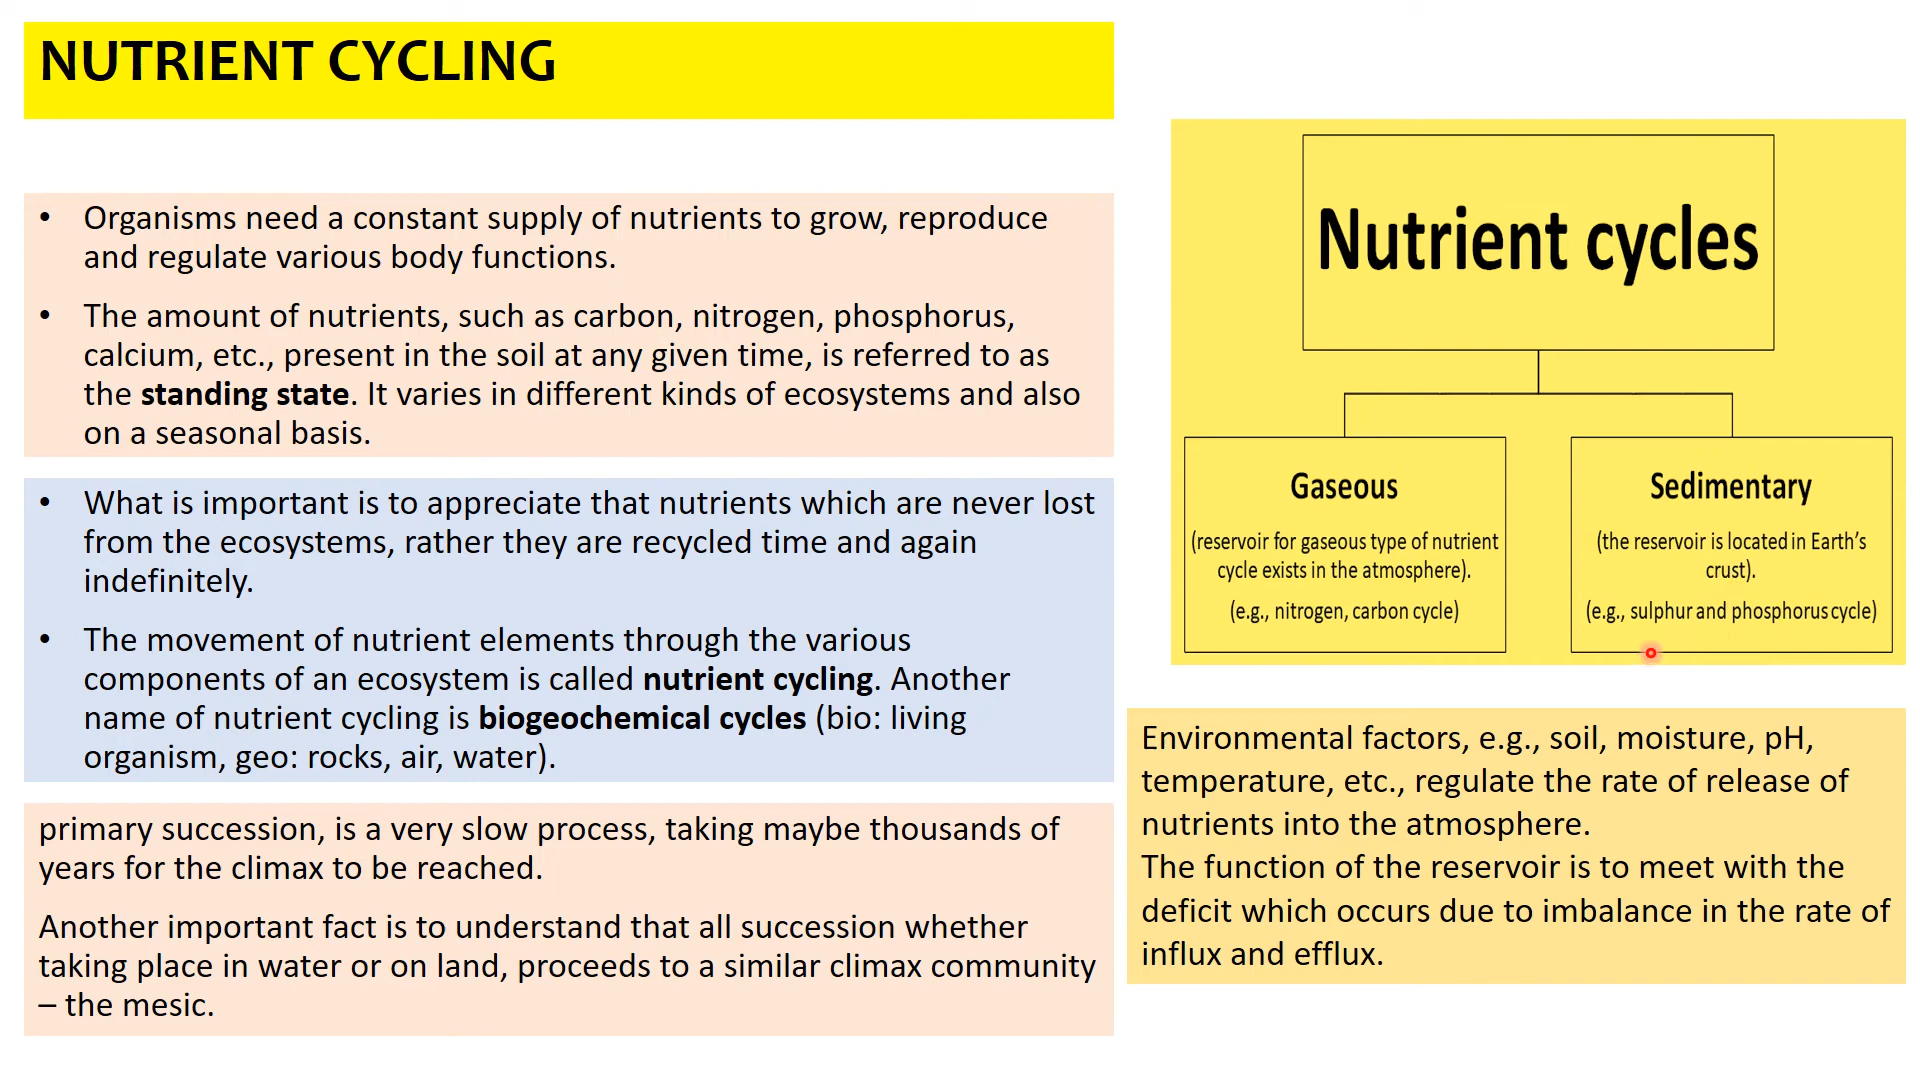 NUTRIENT CYCLING
• Organisms need a constant supply of nutrients to grow, reproduce
and regulate various body functions.
• The amount of nutrients, such as carbon, nitrogen, phosphorus,
calcium, etc., present in the soil at any given time, is referred to as
the standing state. It varies in different kinds of ecosystems and also
on a seasonal basis.
• What is important is to appreciate that nutrients which are never lost
from the ecosystems, rather they are recycled time and again
indefinitely.
• The movement of nutrient elements through the various
components of an ecosystem is called nutrient cycling. Another
name of nutrient cycling is biogeochemical cycles (bio: living
organism, geo: rocks, air, water).
primary succession, is a very slow process, taking maybe thousands of
years for the climax to be reached.
Another important fact is to understand that all succession whether
taking place in water or on land, proceeds to a similar climax community
– the mesic.
Nutrient cycles
Gaseous
(reservoir for gaseous type of nutrient
cycle exists in the atmosphere).
(e.g., nitrogen, carbon cycle)
Sedimentary
(the reservoir is located in Earth’s
crust).
(e.g., sulphur and phosphorus cycle)
Environmental factors, e.g., soil, moisture, pH,
temperature, etc., regulate the rate of release of
nutrients into the atmosphere.
The function of the reservoir is to meet with the
deficit which occurs due to imbalance in the rate of
influx and efflux.